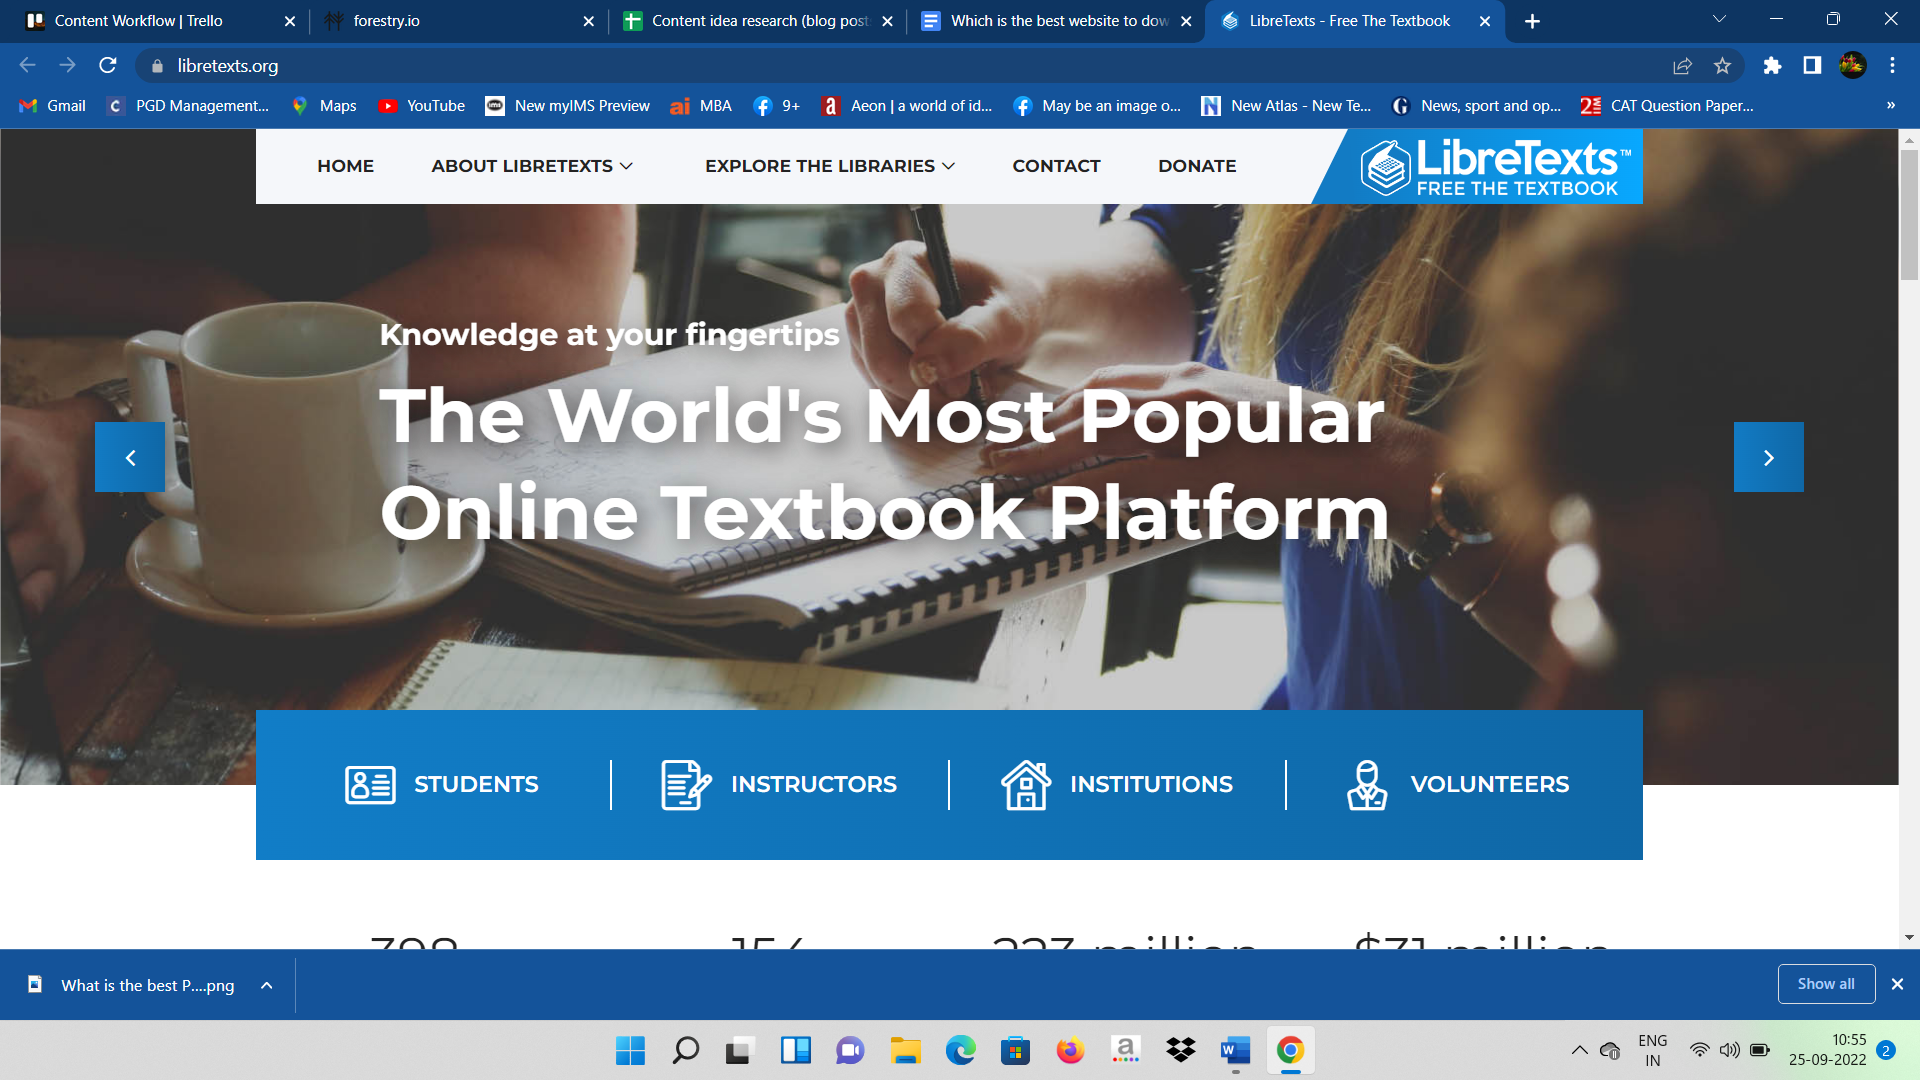 Content Workflow | Trello
forestry.io
Content idea research (blog post
Which is the best website to dow
LibreTexts - Free The Textbook
libretexts.org
Gmail
PGD Management...
Maps
YouTube
New myIMS Preview
MBA
9+
Aeon | a world of id...
May be an image o...
New Atlas - New Te...
News, sport and op...
CAT Question Paper...
»
HOME
ABOUT LIBRETEXTS
EXPLORE THE LIBRARIES
CONTACT
DONATE
LibreTexts™
FREE THE TEXTBOOK
Knowledge at your fingertips
The World's Most Popular
Online Textbook Platform
STUDENTS
INSTRUCTORS
INSTITUTIONS
VOLUNTEERS
398
154
223 million
$31 million
What is the best P....png
Show all
ENG
IN
10:55
25-09-2022
2